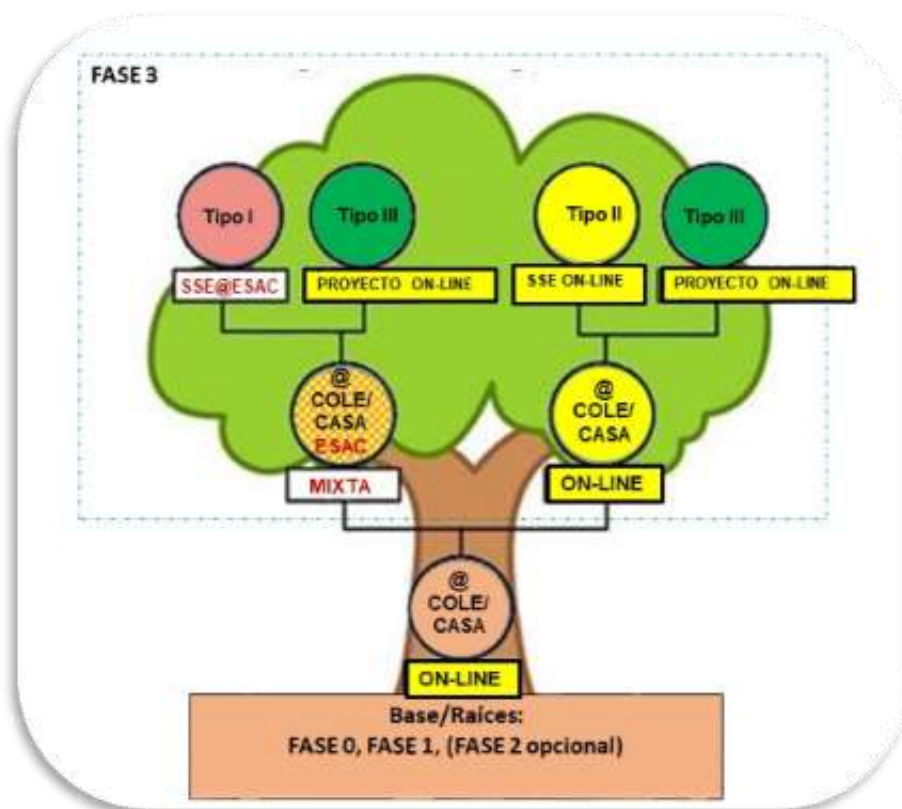 FASE 3
Tipo I
Tipo III
Tipo II
Tipo III
SSE@ESAC
PROYECTO ON-LINE
SSE ON-LINE
PROYECTO ON-LINE
@
COLE/
CASA
ESAC
MIXTA
@
COLE/
CASA
ON-LINE
@
COLE/
CASA
ON-LINE
Base/Raíces:
FASE 0, FASE 1, (FASE 2 opcional)